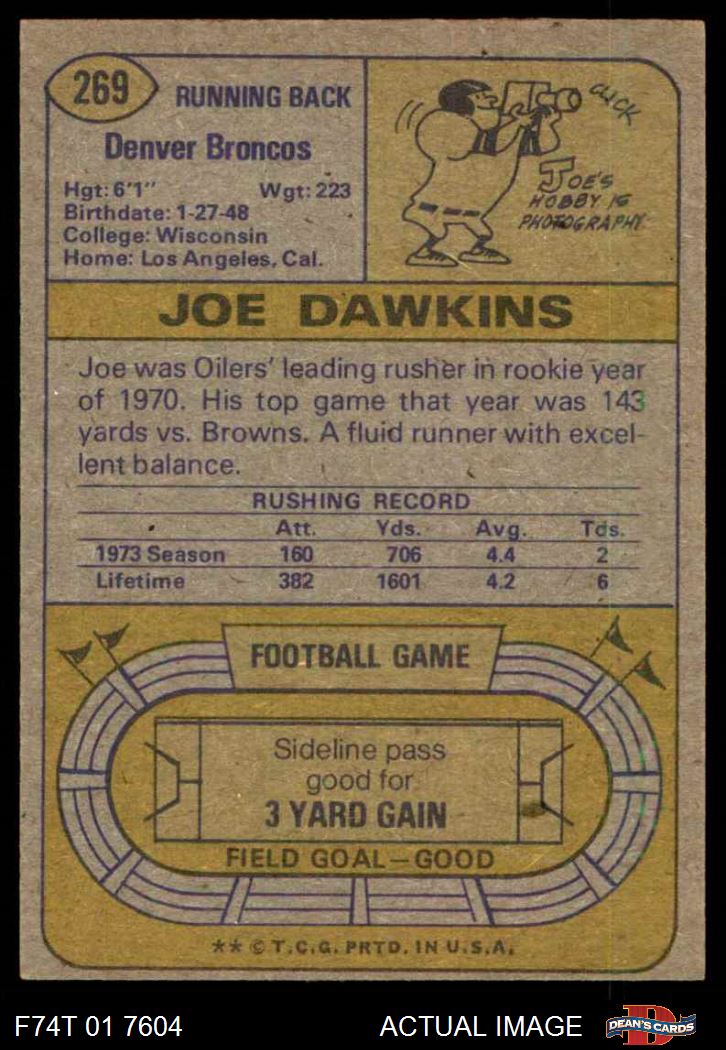 269
RUNNING BACK
Denver Broncos
Hgt: 6'1" Wgt: 223
Birthdate: 1-27-48
College: Wisconsin
Home: Los Angeles, Cal.
CLICK
JOE'S
HOBBY IS
PHOTOGRAPHY
JOE DAWKINS
Joe was Oilers' leading rusher in rookie year
of 1970. His top game that year was 143
yards vs. Browns. A fluid runner with excel-
lent balance.
RUSHING RECORD
Att. Yds. Avg. Tds.
1973 Season 160 706 4.4 2
Lifetime 382 1601 4.2 6
FOOTBALL GAME
Sideline pass
good for
3 YARD GAIN
FIELD GOAL—GOOD
** © T.C.G. PRTD. IN U.S.A.
F74T 01 7604 ACTUAL IMAGE
D
DEAN'S CARDS